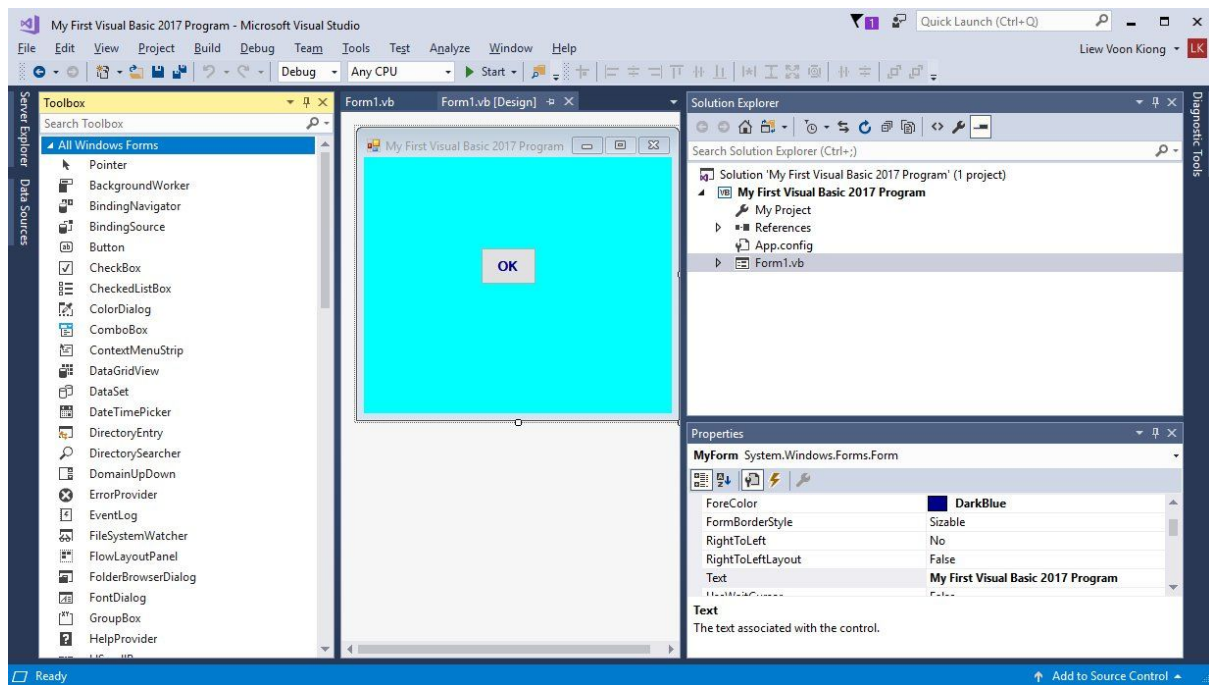 My First Visual Basic 2017 Program - Microsoft Visual Studio
1
Quick Launch (Ctrl+Q)
File Edit View Project Build Debug Team Tools Test Analyze Window Help
Liew Voon Kiong LK
Debug Any CPU Start
Server Explorer
Data Sources
Toolbox
Search Toolbox
All Windows Forms
Pointer
BackgroundWorker
BindingNavigator
BindingSource
Button
CheckBox
CheckedListBox
ColorDialog
ComboBox
ContextMenuStrip
DataGridView
DataSet
DateTimePicker
DirectoryEntry
DirectorySearcher
DomainUpDown
ErrorProvider
EventLog
FileSystemWatcher
FlowLayoutPanel
FolderBrowserDialog
FontDialog
GroupBox
HelpProvider
Form1.vb Form1.vb [Design]
My First Visual Basic 2017 Program
OK
Solution Explorer
Search Solution Explorer (Ctrl+;)
Solution 'My First Visual Basic 2017 Program' (1 project)
VB My First Visual Basic 2017 Program
My Project
References
App.config
Form1.vb
Properties
MyForm System.Windows.Forms.Form
ForeColor DarkBlue
FormBorderStyle Sizable
RightToLeft No
RightToLeftLayout False
Text My First Visual Basic 2017 Program
Text
The text associated with the control.
Diagnostic Tools
Ready
Add to Source Control